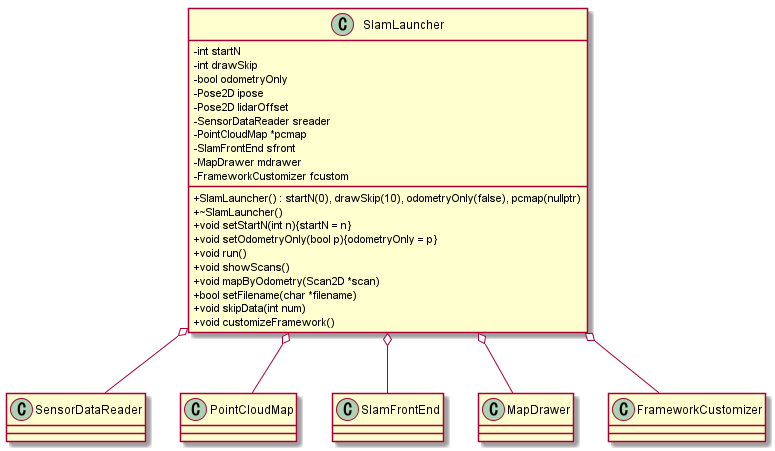 C SlamLauncher
-int startN
-int drawSkip
-bool odometryOnly
-Pose2D ipose
-Pose2D lidarOffset
-SensorDataReader sreader
-PointCloudMap *pcmap
-SlamFrontEnd sfront
-MapDrawer mdrawer
-FrameworkCustomizer fcustom
+SlamLauncher() : startN(0), drawSkip(10), odometryOnly(false), pcmap(nullptr)
+~SlamLauncher()
+void setStartN(int n){startN = n}
+void setOdometryOnly(bool p){odometryOnly = p}
+void run()
+void showScans()
+void mapByOdometry(Scan2D *scan)
+bool setFilename(char *filename)
+void skipData(int num)
+void customizeFramework()
C SensorDataReader
C PointCloudMap
C SlamFrontEnd
C MapDrawer
C FrameworkCustomizer